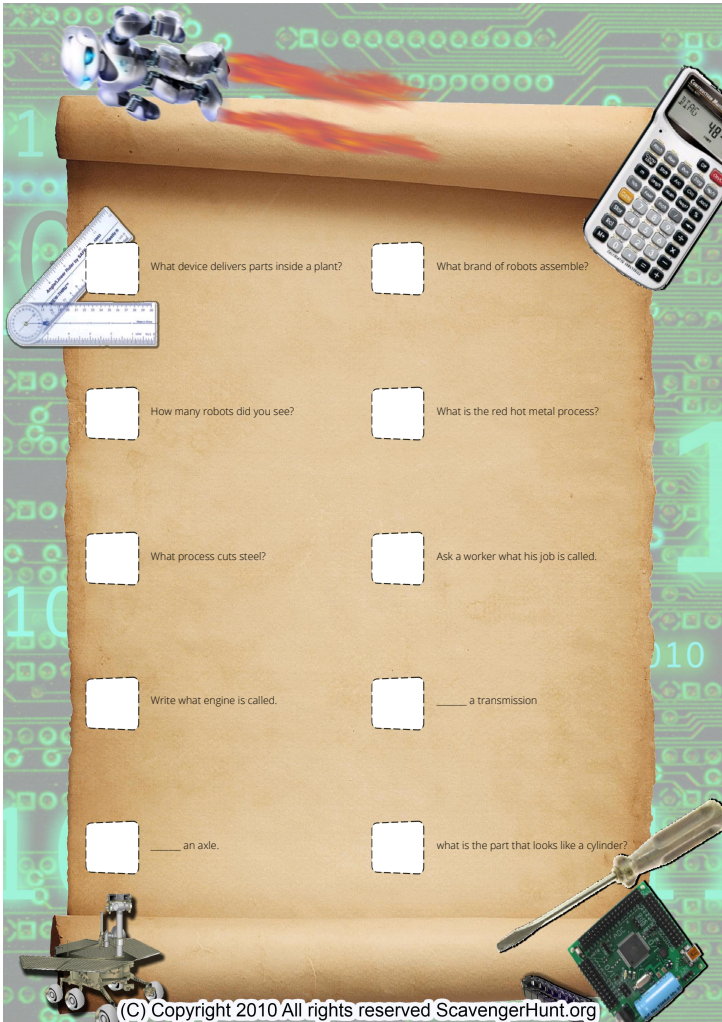 What device delivers parts inside a plant?
What brand of robots assemble?
How many robots did you see?
What is the red hot metal process?
What process cuts steel?
Ask a worker what his job is called.
Write what engine is called.
______ a transmission
______ an axle.
what is the part that looks like a cylinder?
(C) Copyright 2010 All rights reserved ScavengerHunt.org